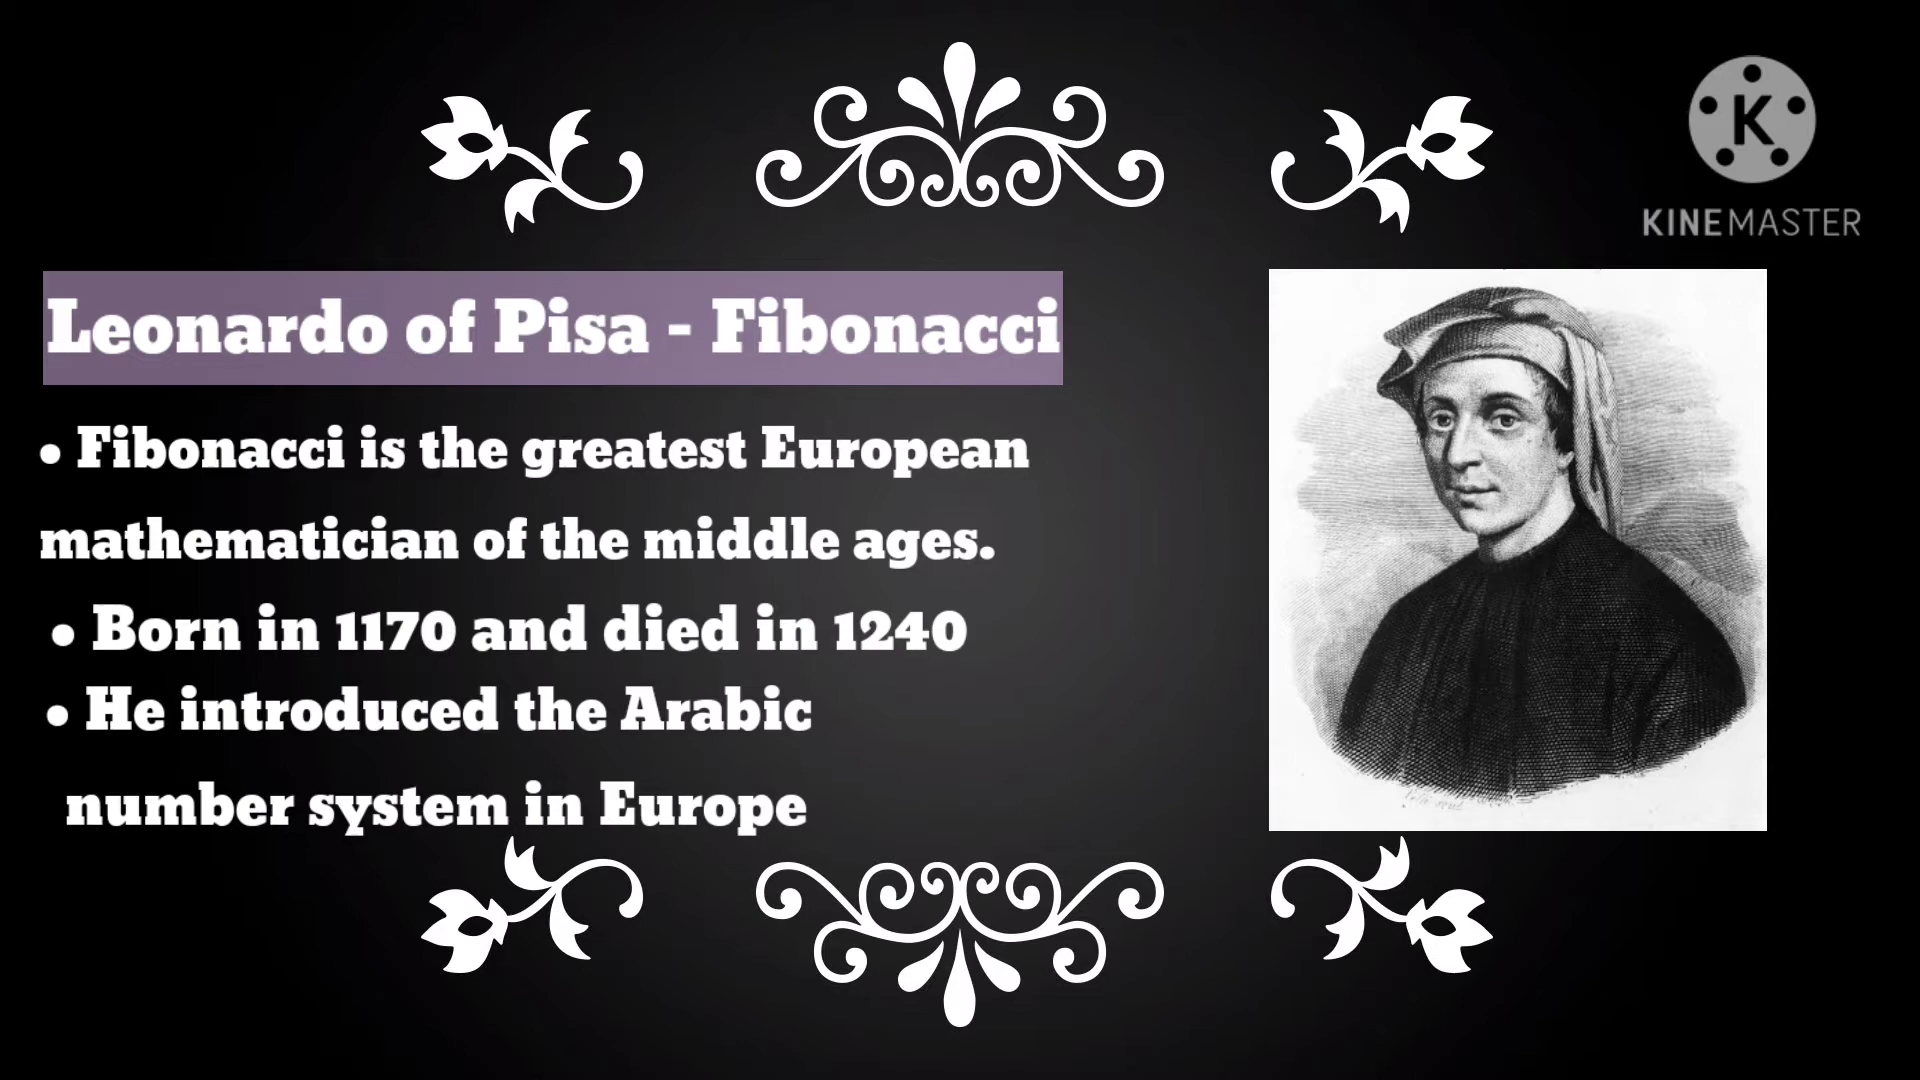 KINEMASTER
Leonardo of Pisa - Fibonacci
• Fibonacci is the greatest European
mathematician of the middle ages.
• Born in 1170 and died in 1240
• He introduced the Arabic
number system in Europe